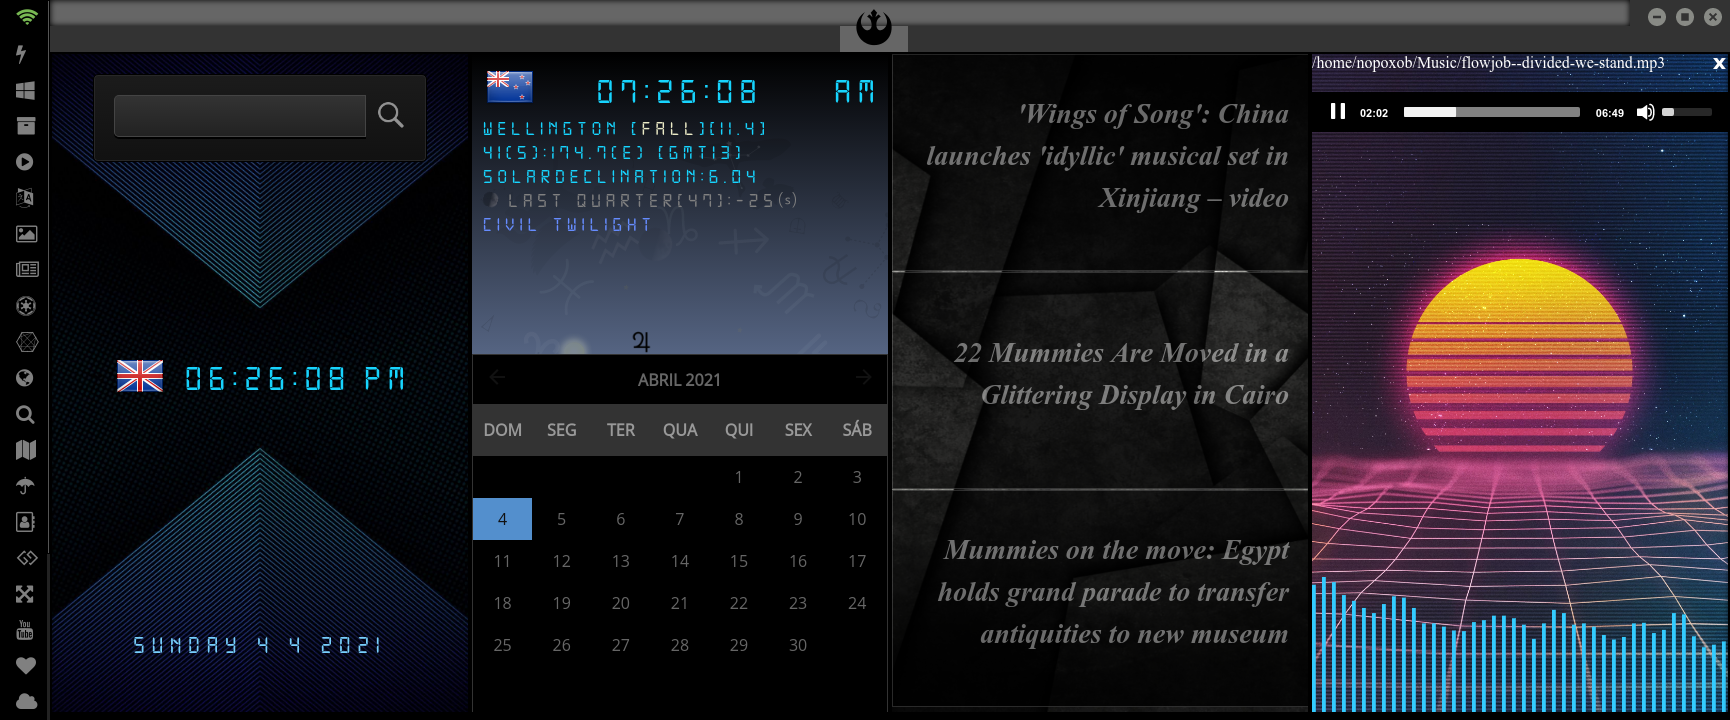 06:26:08 PM
SUNDAY 4 4 2021
07:26:08 AM
WELLINGTON [FALL][11.4]
41(S):174.7(E) [GMT13]
SOLARDECLINATION:6.04
LAST QUARTER[47]:-25(s)
CIVIL TWILIGHT
ABRIL 2021
DOM SEG TER QUA QUI SEX SÁB
1 2 3
4 5 6 7 8 9 10
11 12 13 14 15 16 17
18 19 20 21 22 23 24
25 26 27 28 29 30
'Wings of Song': China
launches 'idyllic' musical set in
Xinjiang – video
22 Mummies Are Moved in a
Glittering Display in Cairo
Mummies on the move: Egypt
holds grand parade to transfer
antiquities to new museum
/home/nopoxob/Music/flowjob--divided-we-stand.mp3
x
02:02 06:49
You
Tube